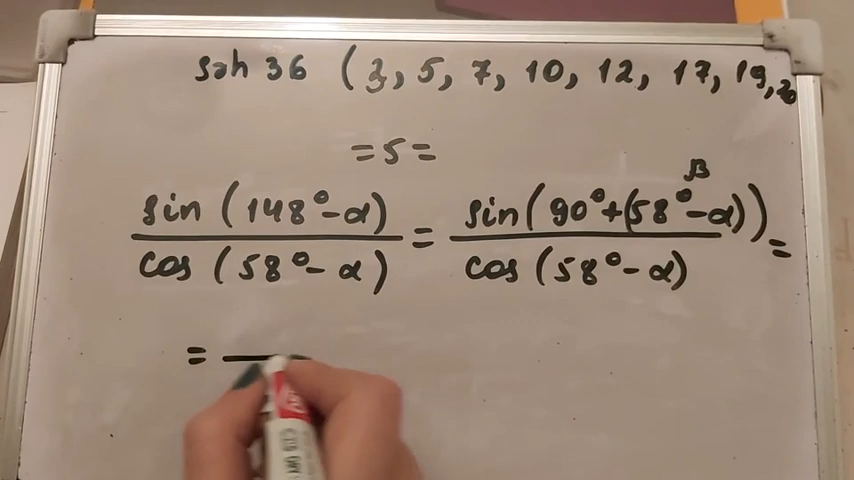 səh 36 (3, 5, 7, 10, 12, 17, 19, 20
= 5 =
β
sin (148° - α) / cos (58° - α) = sin(90° + (58° - α)) / cos (58° - α) =
=